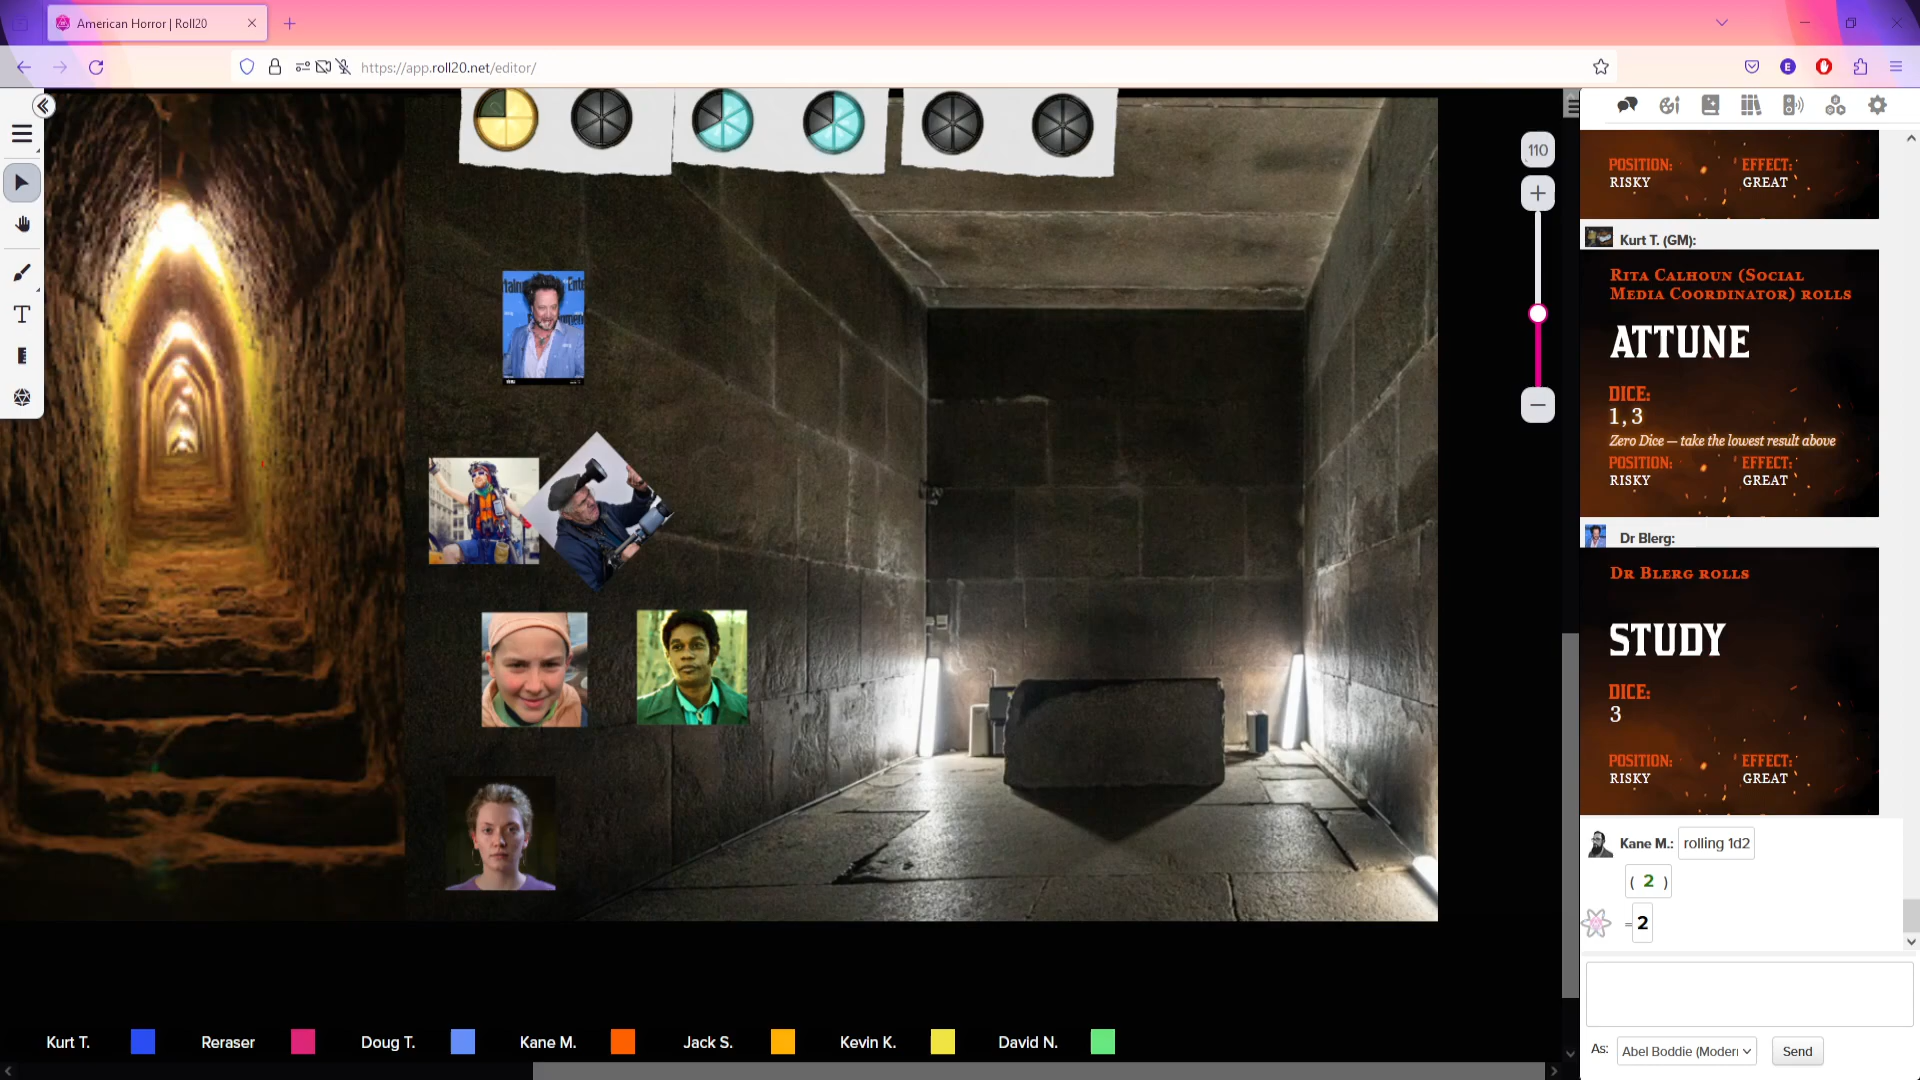 American Horror | Roll20
https://app.roll20.net/editor/
110
POSITION: EFFECT:
RISKY GREAT
Kurt T. (GM):
RITA CALHOUN (SOCIAL
MEDIA COORDINATOR) ROLLS
ATTUNE
DICE:
1, 3
Zero Dice — take the lowest result above
POSITION: EFFECT:
RISKY GREAT
Dr Blerg:
DR BLERG ROLLS
STUDY
DICE:
3
POSITION: EFFECT:
RISKY GREAT
Kane M.: rolling 1d2
( 2 )
=2
As: Abel Boddie (Moder Send
Kurt T. Reraser Doug T. Kane M. Jack S. Kevin K. David N.